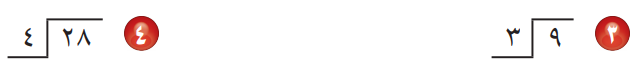 ٣ ٣ ٩ ٤ ٤ ٢٨